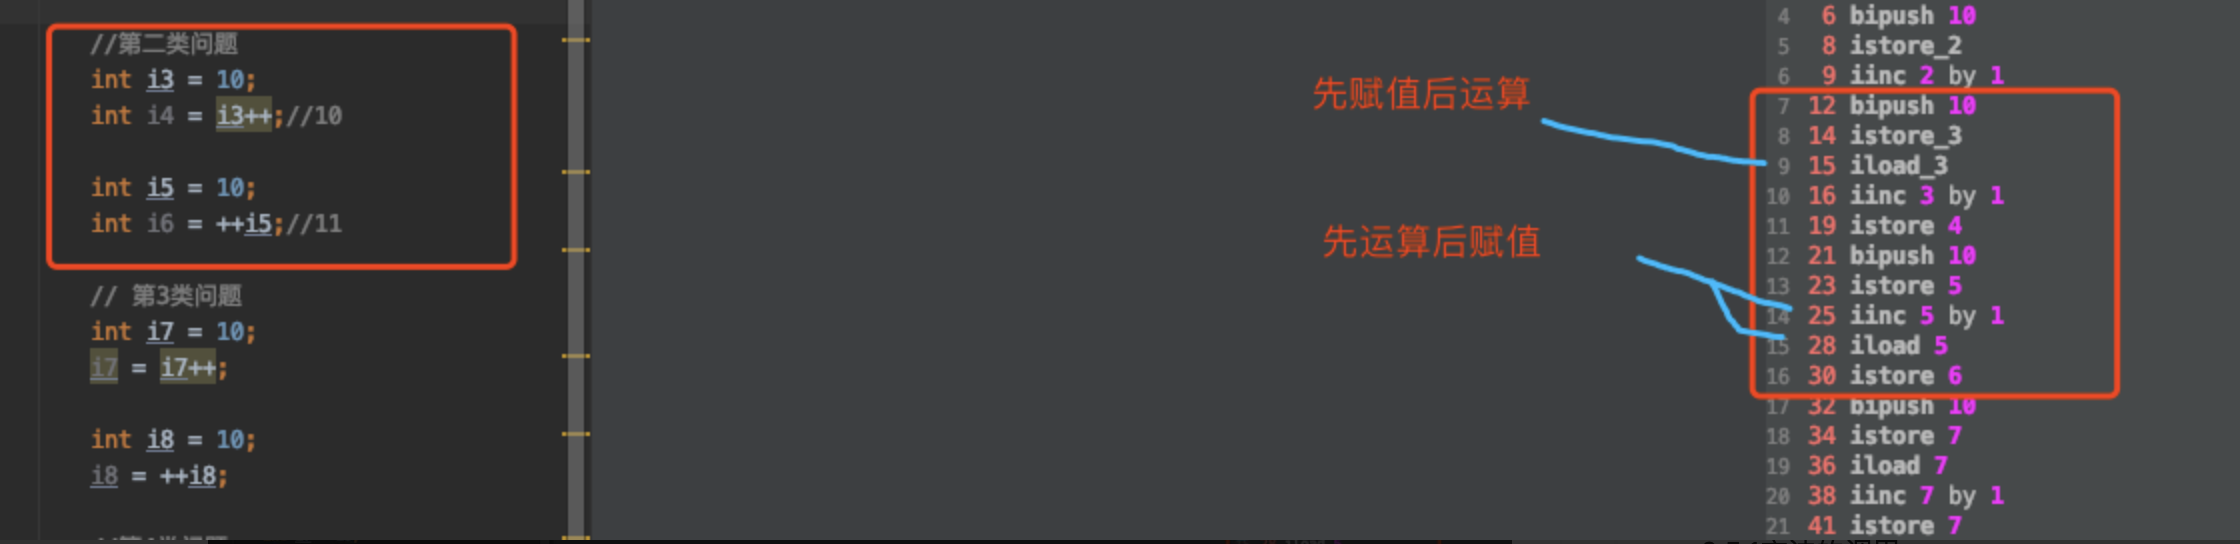 //第二类问题
int i3 = 10;
int i4 = i3++;//10
int i5 = 10;
int i6 = ++i5;//11
// 第3类问题
int i7 = 10;
i7 = i7++;
int i8 = 10;
i8 = ++i8;
先赋值后运算
先运算后赋值
4 6 bipush 10
5 8 istore_2
6 9 iinc 2 by 1
7 12 bipush 10
8 14 istore_3
9 15 iload_3
10 16 iinc 3 by 1
11 19 istore 4
12 21 bipush 10
13 23 istore 5
14 25 iinc 5 by 1
15 28 iload 5
16 30 istore 6
17 32 bipush 10
18 34 istore 7
19 36 iload 7
20 38 iinc 7 by 1
21 41 istore 7